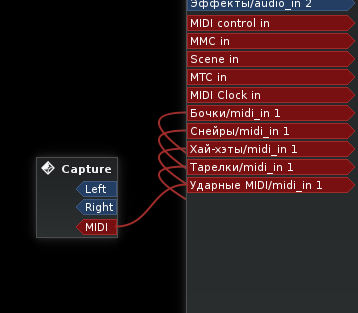 Эффекты/audio_in 2
MIDI control in
MMC in
Scene in
MTC in
MIDI Clock in
Бочки/midi_in 1
Снейры/midi_in 1
Хай-хэты/midi_in 1
Тарелки/midi_in 1
Ударные MIDI/midi_in 1
Capture
Left
Right
MIDI